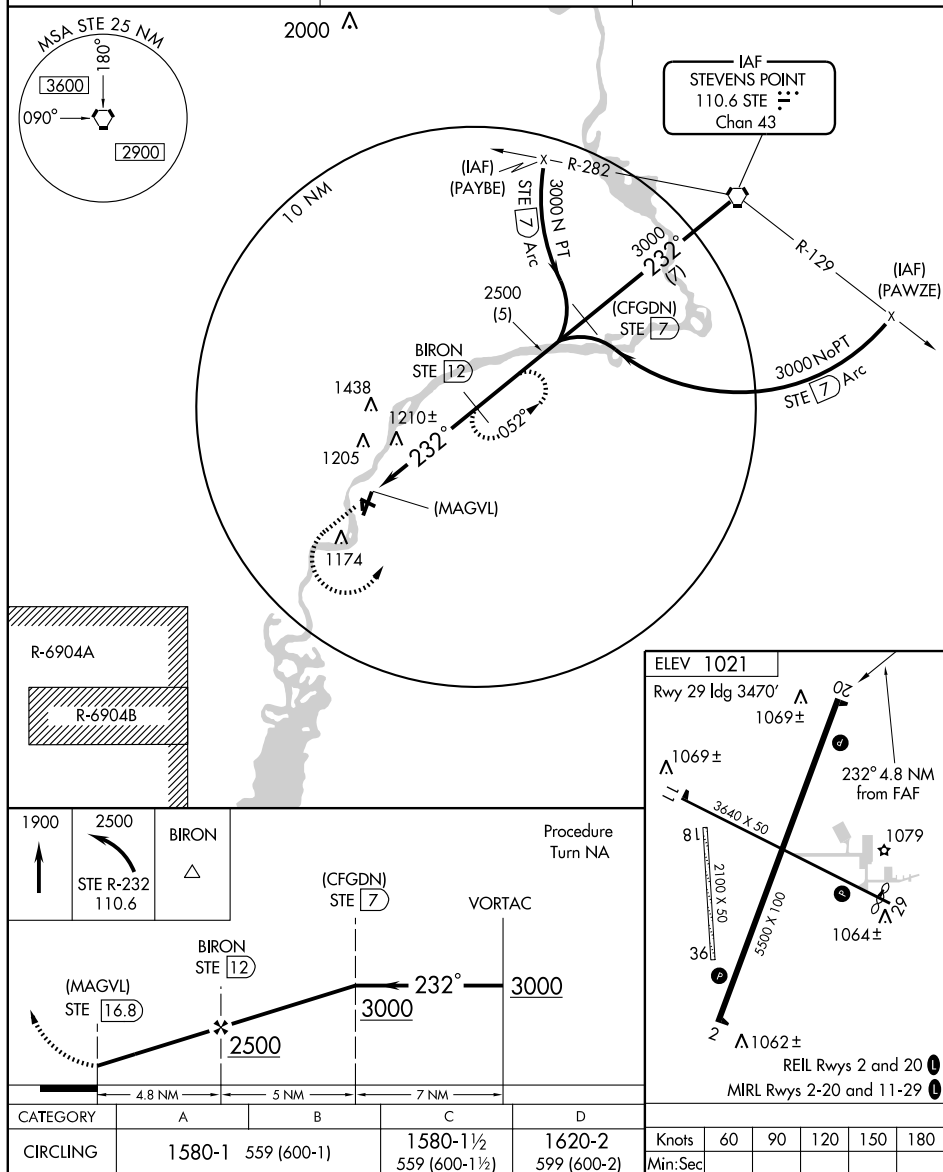 MSA STE 25 NM
180°
3600
090°
2900
2000
IAF
STEVENS POINT
110.6 STE
Chan 43
10 NM
(IAF)
(PAYBE)
R-282
STE 7 Arc
3000 N PT
3000
232°
(7)
R-129
(IAF)
(PAWZE)
2500
(5)
(CFGDN)
STE 7
BIRON
STE 12
3000 NoPT
STE 7 Arc
1438
1210±
1205
232°
052°
(MAGVL)
1174
R-6904A
R-6904B
ELEV 1021
Rwy 29 ldg 3470'
1069±
20
1069±
232° 4.8 NM
from FAF
11
3640 X 50
P
18
2100 X 50
1079
5500 X 100
P
29
36
1064±
P
2
1062±
REIL Rwys 2 and 20 L
MIRL Rwys 2-20 and 11-29 L
1900
2500
BIRON
STE R-232
110.6
Procedure
Turn NA
(CFGDN)
STE 7
VORTAC
BIRON
STE 12
232°
3000
3000
(MAGVL)
STE 16.8
2500
4.8 NM 5 NM 7 NM
CATEGORY A B C D
CIRCLING 1580-1 559 (600-1) 1580-1½ 559 (600-1½) 1620-2 599 (600-2)
Knots 60 90 120 150 180
Min:Sec